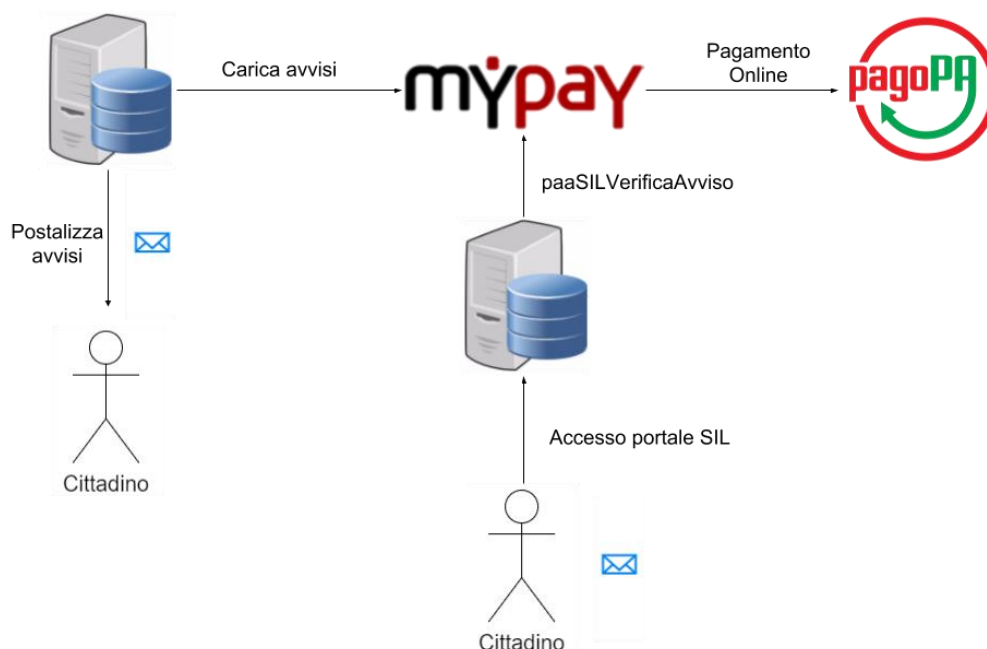 Carica avvisi
mypay
Pagamento
Online
pagoPA
paaSILVerificaAvviso
Postalizza
avvisi
Cittadino
Accesso portale SIL
Cittadino